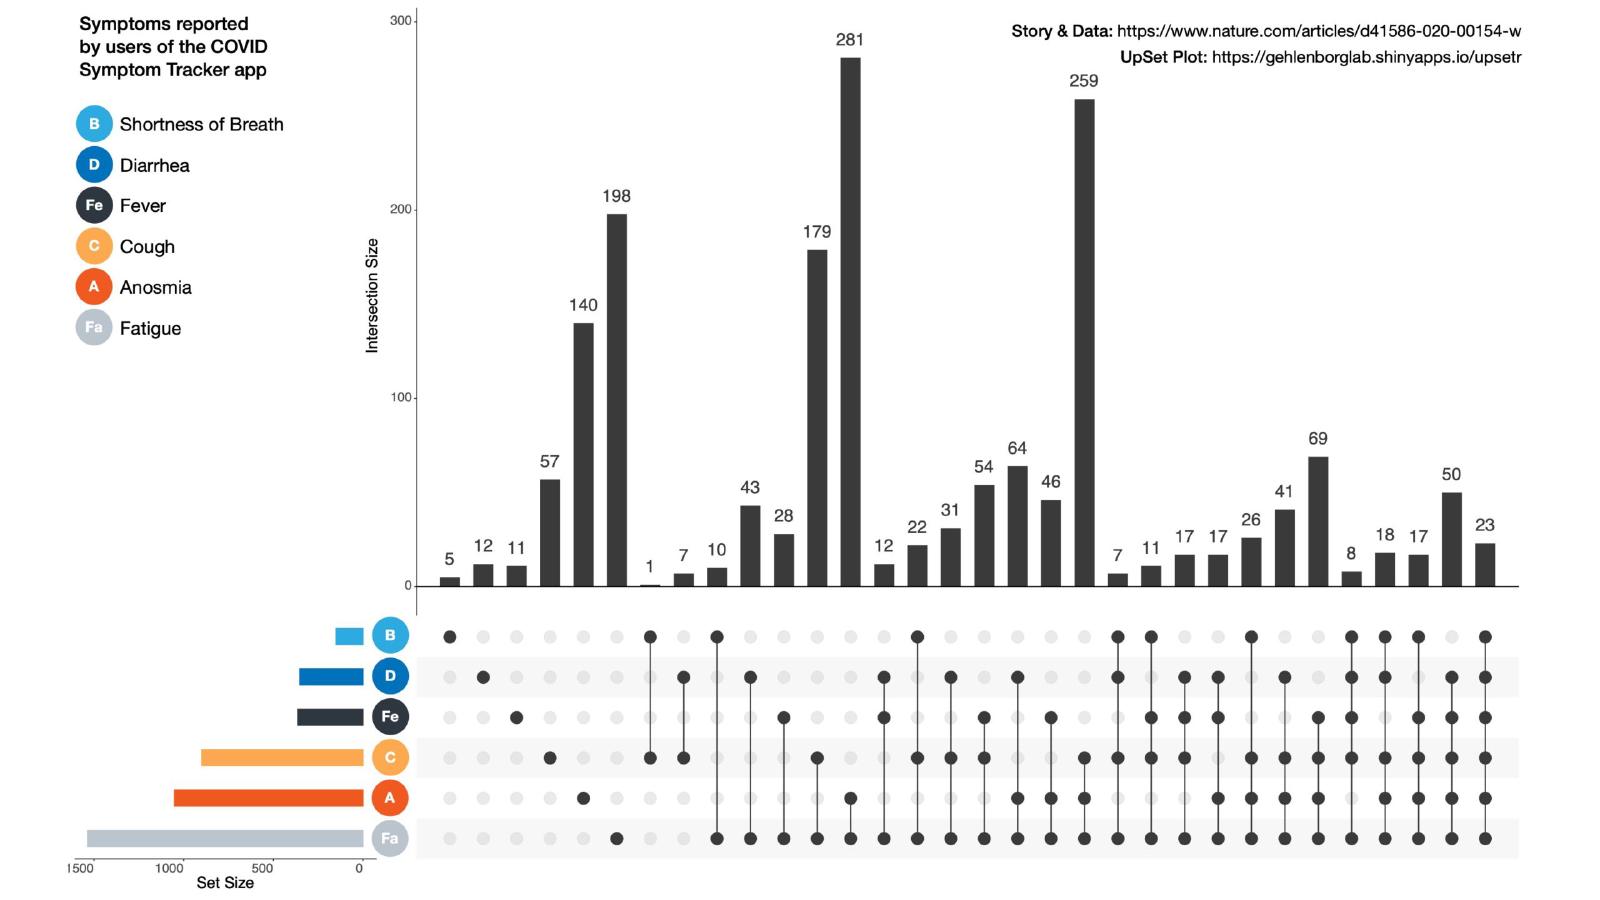 Symptoms reported
by users of the COVID
Symptom Tracker app
B Shortness of Breath
D Diarrhea
Fe Fever
C Cough
A Anosmia
Fa Fatigue
Story & Data: https://www.nature.com/articles/d41586-020-00154-w
UpSet Plot: https://gehlenborglab.shinyapps.io/upsetr
Intersection Size
300
200
100
0
5 12 11 57 140 198 1 7 10 43 28 179 281 12 22 31 54 64 46 259 7 11 17 17 26 41 69 8 18 17 50 23
B
D
Fe
C
A
Fa
1500 1000 500 0
Set Size